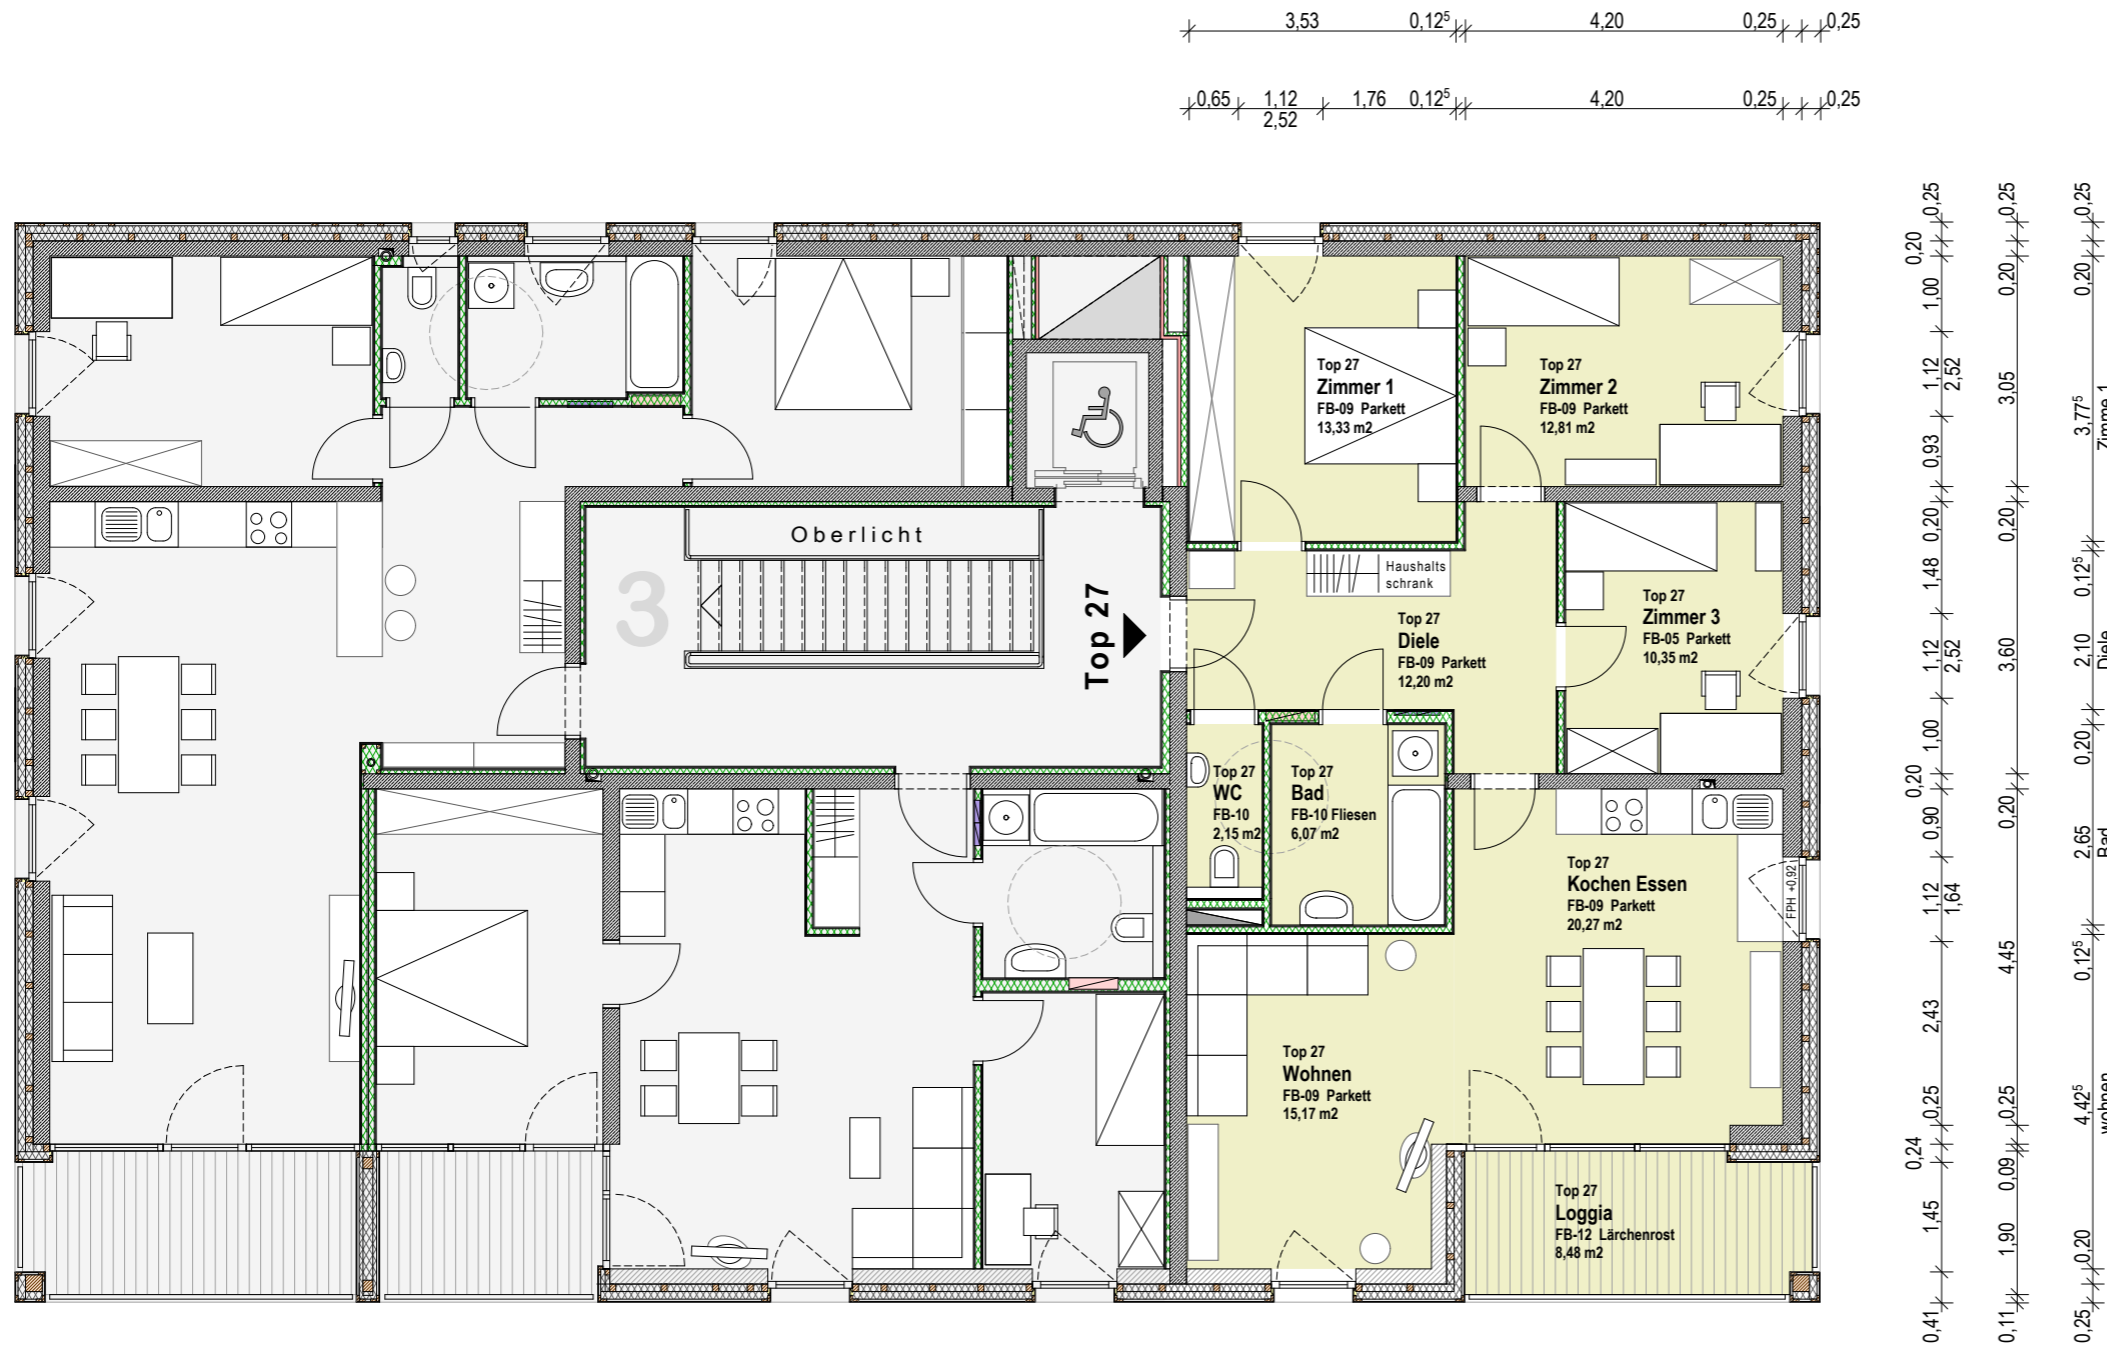 3,53 0,12⁵ 4,20 0,25 0,25
0,65 1,12 1,76 0,12⁵ 4,20 0,25 0,25
2,52
Oberlicht
3
Top 27
Top 27
Zimmer 1
FB-09 Parkett
13,33 m2
Top 27
Zimmer 2
FB-09 Parkett
12,81 m2
Haushalts
schrank
Top 27
Diele
FB-09 Parkett
12,20 m2
Top 27
Zimmer 3
FB-05 Parkett
10,35 m2
Top 27
WC
FB-10
2,15 m2
Top 27
Bad
FB-10 Fliesen
6,07 m2
Top 27
Kochen Essen
FB-09 Parkett
20,27 m2
FPH +0,92
Top 27
Wohnen
FB-09 Parkett
15,17 m2
Top 27
Loggia
FB-12 Lärchenrost
8,48 m2
0,25
0,20
1,00
1,12
2,52
0,93
0,20
1,48
1,12
2,52
1,00
0,20
0,90
1,12
1,64
2,43
0,25
0,24
1,45
0,41
0,25
0,20
3,05
0,20
3,60
0,20
4,45
0,25
0,09
1,90
0,11
0,25
0,20
3,77⁵
Zimme 1
0,12⁵
2,10
Diele
0,20
2,65
Bad
0,12⁵
4,42⁵
wohnen
0,20
0,25